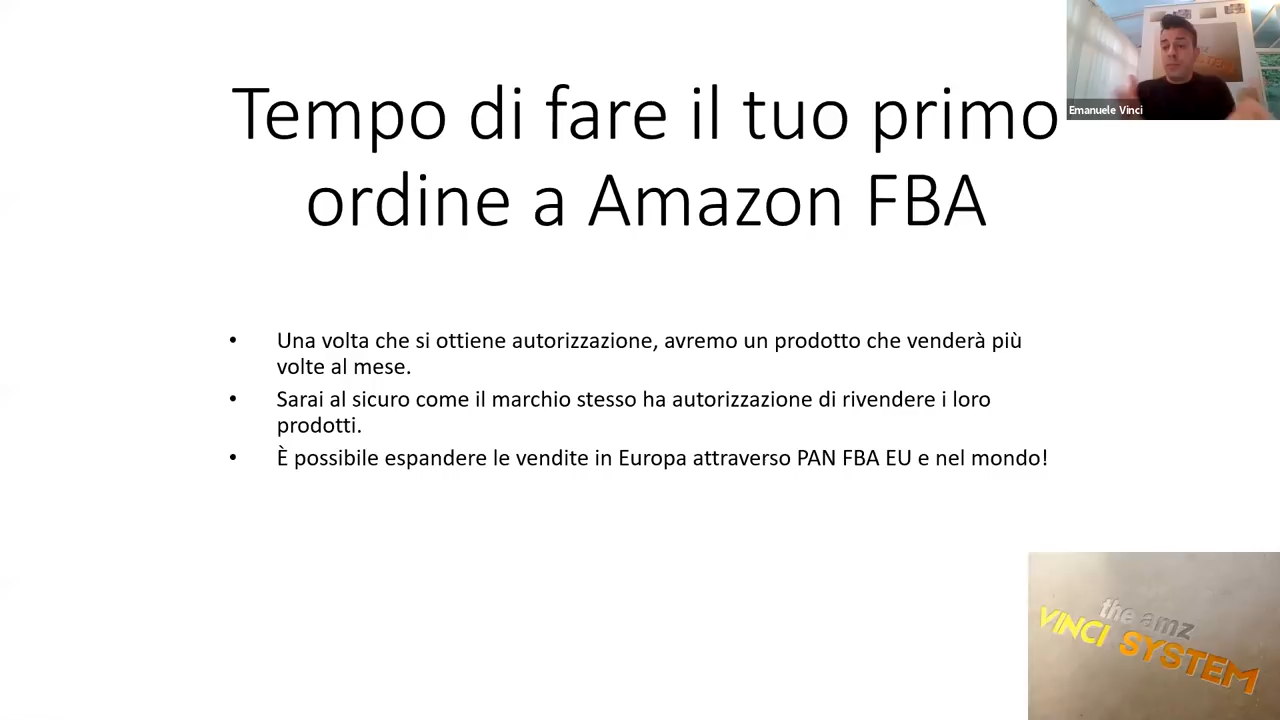 Tempo di fare il tuo primo
ordine a Amazon FBA
Emanuele Vinci
• Una volta che si ottiene autorizzazione, avremo un prodotto che venderà più
volte al mese.
• Sarai al sicuro come il marchio stesso ha autorizzazione di rivendere i loro
prodotti.
• È possibile espandere le vendite in Europa attraverso PAN FBA EU e nel mondo!
the amz
VINCI SYSTEM